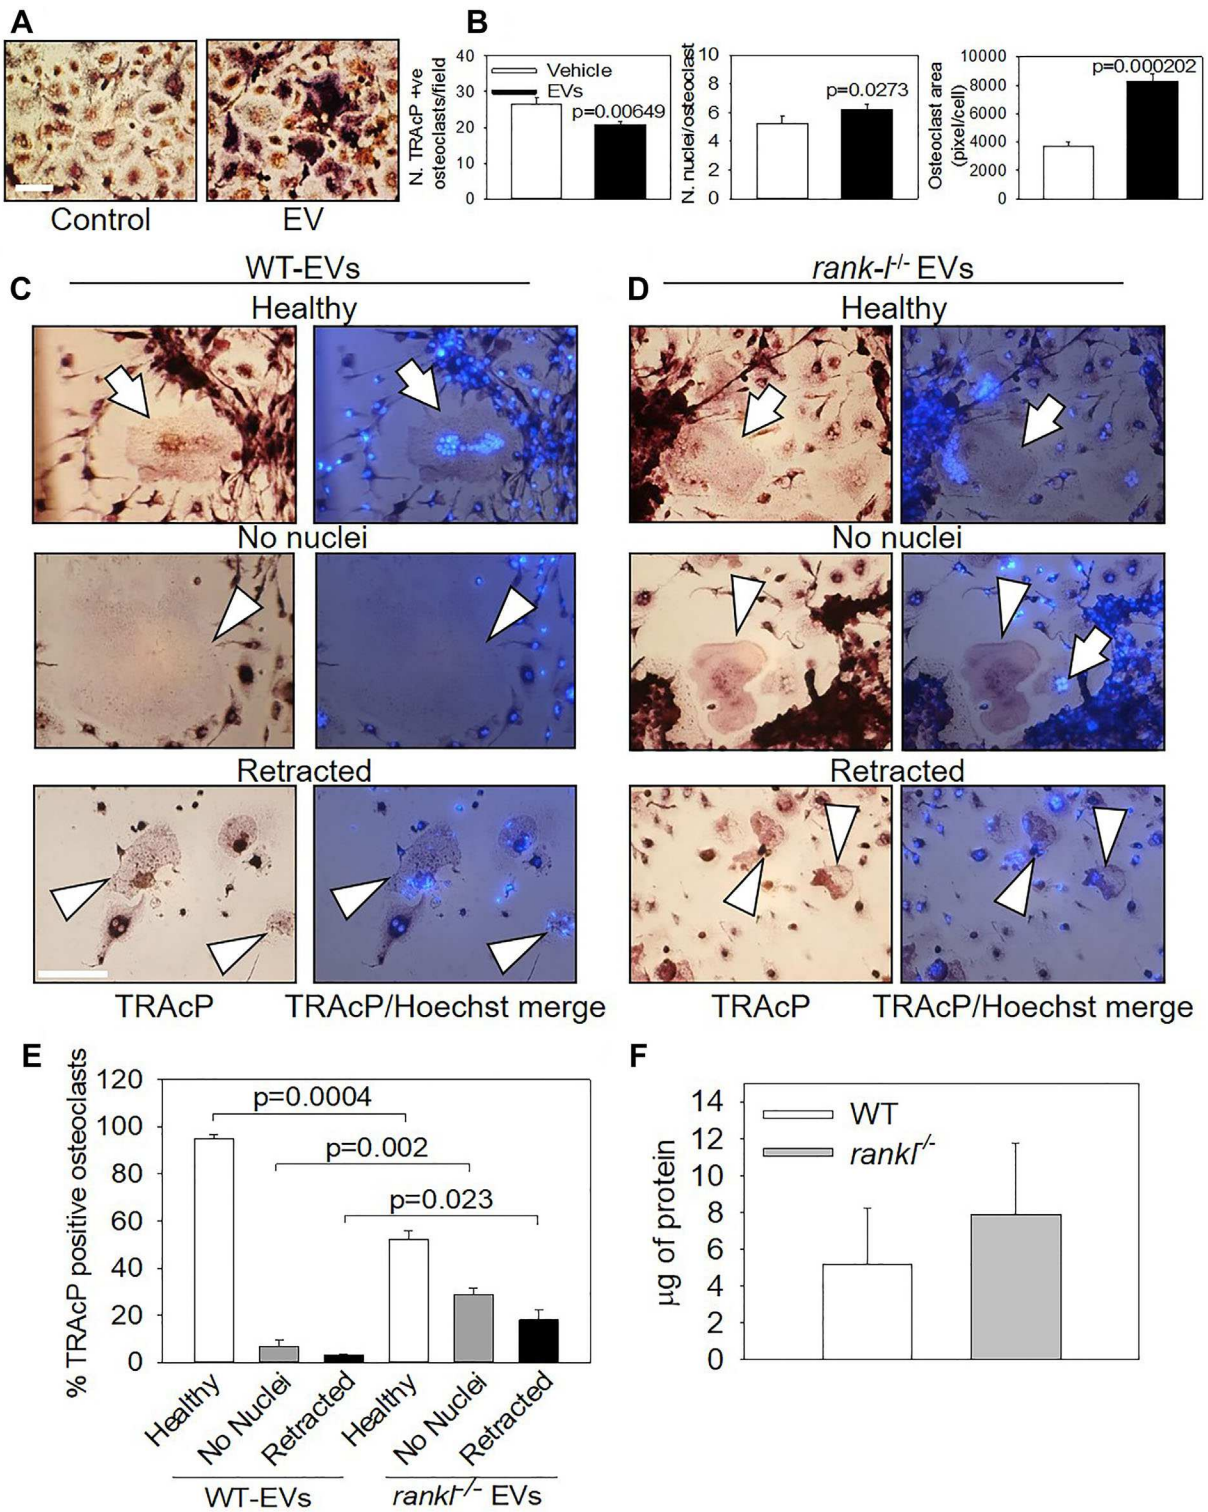 A
Control
EV
B
N. TRAcP +ve
osteoclasts/field
40
30
20
10
0
Vehicle
EVs
p=0.00649
N. nuclei/osteoclast
10
8
6
4
2
0
p=0.0273
Osteoclast area
(pixel/cell)
10000
8000
6000
4000
2000
0
p=0.000202
C
WT-EVs
Healthy
No nuclei
Retracted
TRAcP
TRAcP/Hoechst merge
D
rank-l-/- EVs
Healthy
No nuclei
Retracted
TRAcP
TRAcP/Hoechst merge
E
% TRAcP positive osteoclasts
120
100
80
60
40
20
0
p=0.0004
p=0.002
p=0.023
Healthy
No Nuclei
Retracted
Healthy
No Nuclei
Retracted
WT-EVs
rankl-/- EVs
F
µg of protein
14
12
10
8
6
4
2
0
WT
rankl-/-